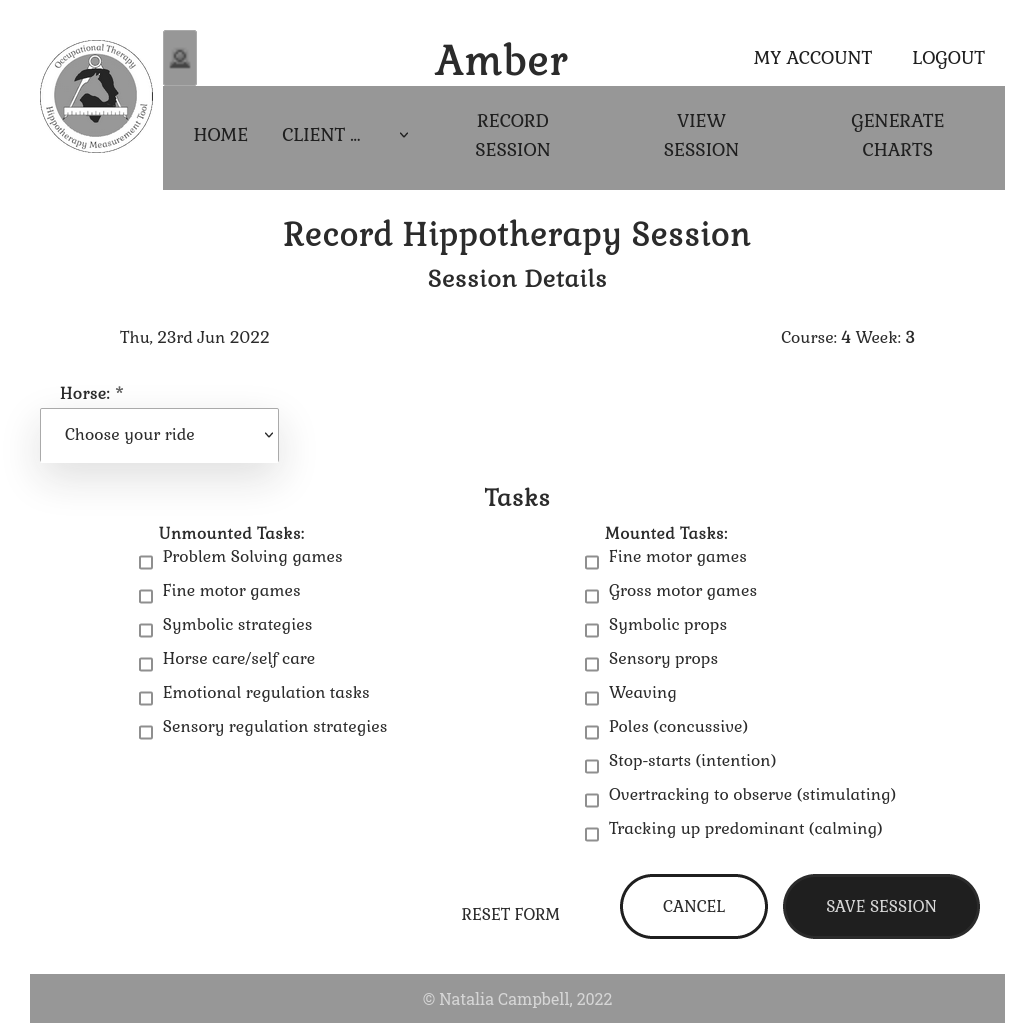 Occupational Therapy
Hippotherapy Measurement Tool
Amber
MY ACCOUNT
LOGOUT
HOME
CLIENT ...
RECORD
SESSION
VIEW
SESSION
GENERATE
CHARTS
Record Hippotherapy Session
Session Details
Thu, 23rd Jun 2022
Course: 4 Week: 3
Horse: *
Choose your ride
Tasks
Unmounted Tasks:
Problem Solving games
Fine motor games
Symbolic strategies
Horse care/self care
Emotional regulation tasks
Sensory regulation strategies
Mounted Tasks:
Fine motor games
Gross motor games
Symbolic props
Sensory props
Weaving
Poles (concussive)
Stop-starts (intention)
Overtracking to observe (stimulating)
Tracking up predominant (calming)
RESET FORM
CANCEL
SAVE SESSION
© Natalia Campbell, 2022